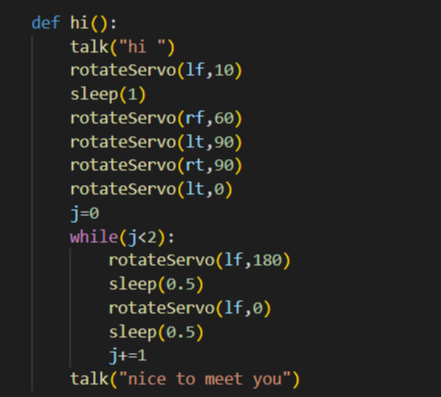 def hi():
    talk("hi ")
    rotateServo(lf,10)
    sleep(1)
    rotateServo(rf,60)
    rotateServo(lt,90)
    rotateServo(rt,90)
    rotateServo(lt,0)
    j=0
    while(j<2):
        rotateServo(lf,180)
        sleep(0.5)
        rotateServo(lf,0)
        sleep(0.5)
        j+=1
    talk("nice to meet you")